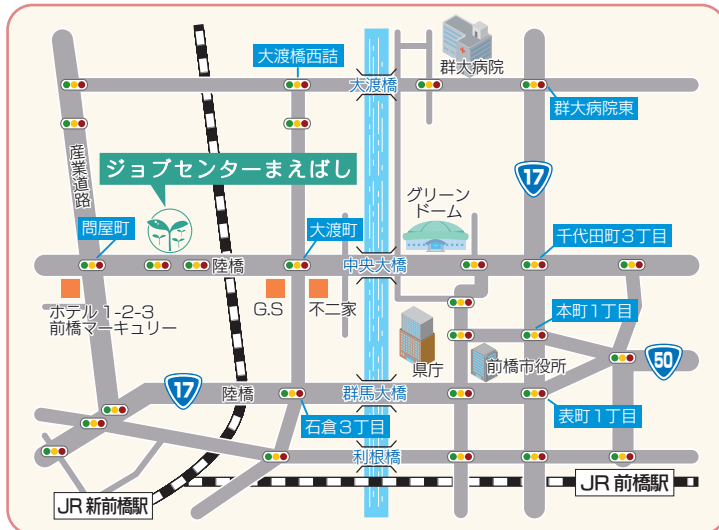 大渡橋西詰
群大病院
大渡橋
群大病院東
産業道路
ジョブセンターまえばし
17
グリーン
ドーム
問屋町
大渡町
千代田町3丁目
陸橋
中央大橋
ホテル1-2-3
前橋マーキュリー
G.S
不二家
本町1丁目
県庁
前橋市役所
50
17
陸橋
群馬大橋
石倉3丁目
表町1丁目
利根橋
JR新前橋駅
JR前橋駅